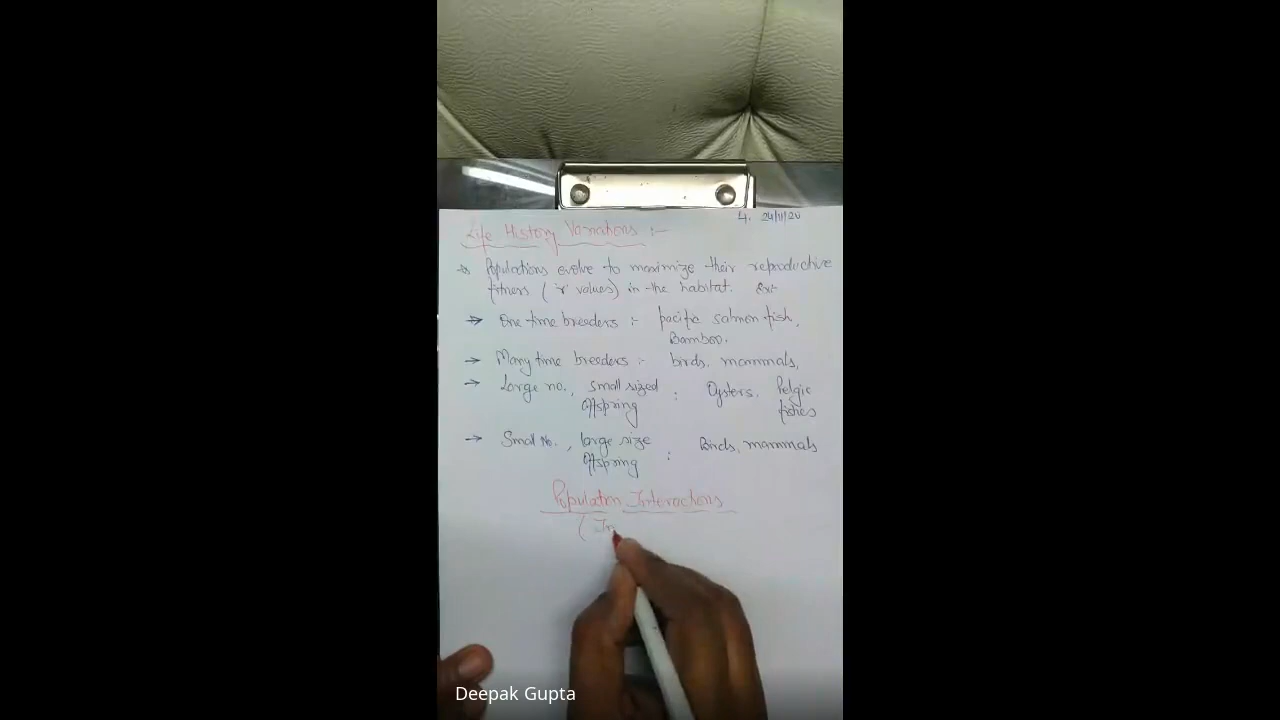 4. 24/11/20
Life History Variations :-
Populations evolve to maximize their reproductive
fitness ( 'r' values) in the habitat. Ex:-
→ One time breeders :- pacific salmon fish,
Bamboo.
→ Many time breeders :- birds, mammals,
→ Large no., small sized : Oysters, Pelgic
offspring fishes
→ Small No., large size : Birds, mammals
offspring
Population Interactions
( In
Deepak Gupta